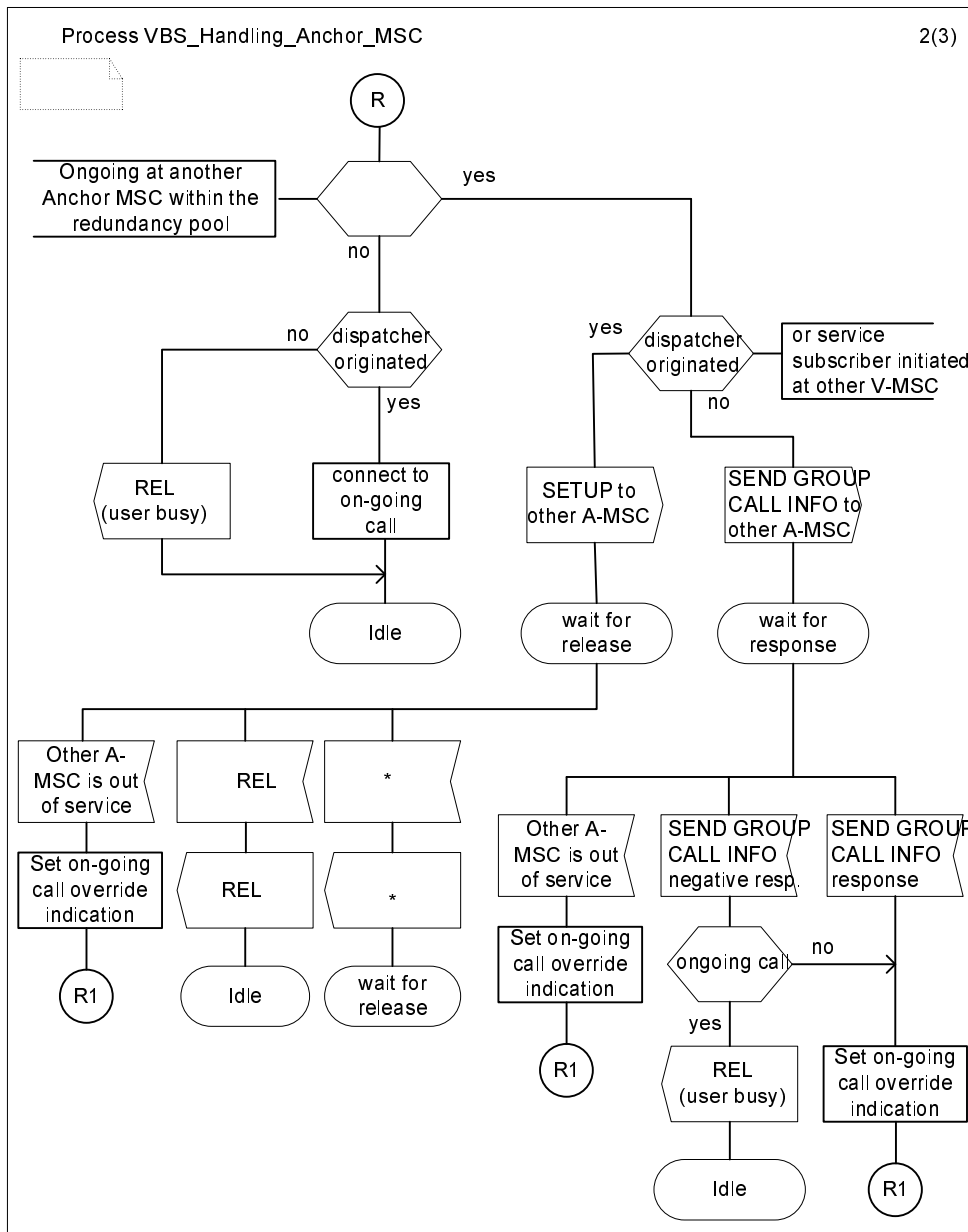 Process VBS_Handling_Anchor_MSC
2(3)
R
Ongoing at another
Anchor MSC within the
redundancy pool
yes
no
no
dispatcher
originated
yes
yes
dispatcher
originated
no
or service
subscriber initiated
at other V-MSC
REL
(user busy)
connect to
on-going
call
SETUP to
other A-MSC
SEND GROUP
CALL INFO to
other A-MSC
Idle
wait for
release
wait for
response
Other A-
MSC is out
of service
REL
*
Set on-going
call override
indication
REL
*
R1
Idle
wait for
release
Other A-
MSC is out
of service
SEND GROUP
CALL INFO
negative resp.
SEND GROUP
CALL INFO
response
Set on-going
call override
indication
ongoing call
no
yes
R1
REL
(user busy)
Set on-going
call override
indication
Idle
R1